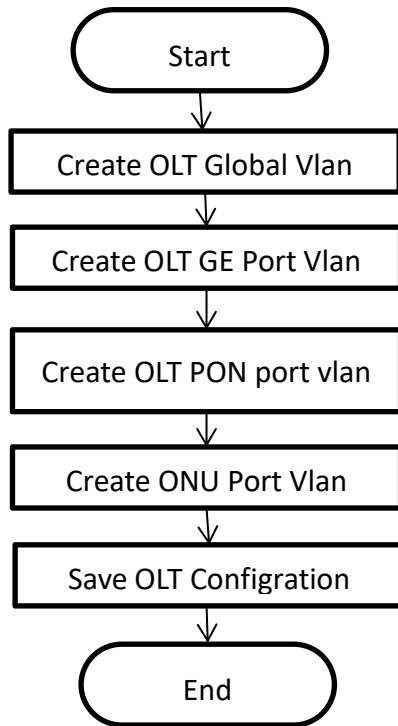 Start
Create OLT Global Vlan
Create OLT GE Port Vlan
Create OLT PON port vlan
Create ONU Port Vlan
Save OLT Configration
End